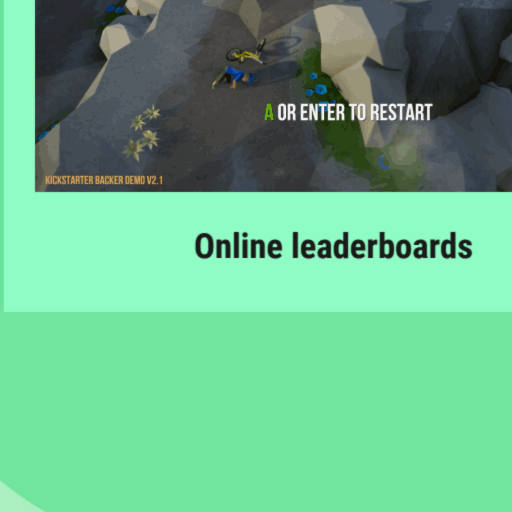 A OR ENTER TO RESTART
KICKSTARTER BACKER DEMO V2.1
Online leaderboards